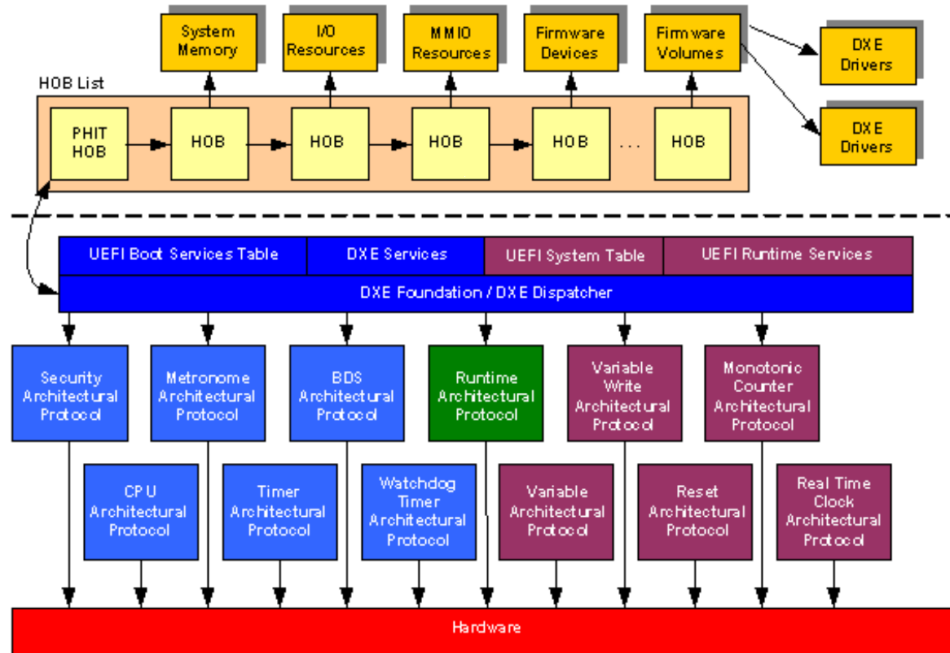 System
Memory
I/O
Resources
MMIO
Resources
Firmware
Devices
Firmware
Volumes
DXE
Drivers
DXE
Drivers
HOB List
PHIT
HOB
HOB
HOB
HOB
HOB
...
HOB
UEFI Boot Services Table
DXE Services
UEFI System Table
UEFI Runtime Services
DXE Foundation / DXE Dispatcher
Security
Architectural
Protocol
Metronome
Architectural
Protocol
BDS
Architectural
Protocol
Runtime
Architectural
Protocol
Variable
Write
Architectural
Protocol
Monotonic
Counter
Architectural
Protocol
CPU
Architectural
Protocol
Timer
Architectural
Protocol
Watchdog
Timer
Architectural
Protocol
Variable
Architectural
Protocol
Reset
Architectural
Protocol
Real Time
Clock
Architectural
Protocol
Hardware